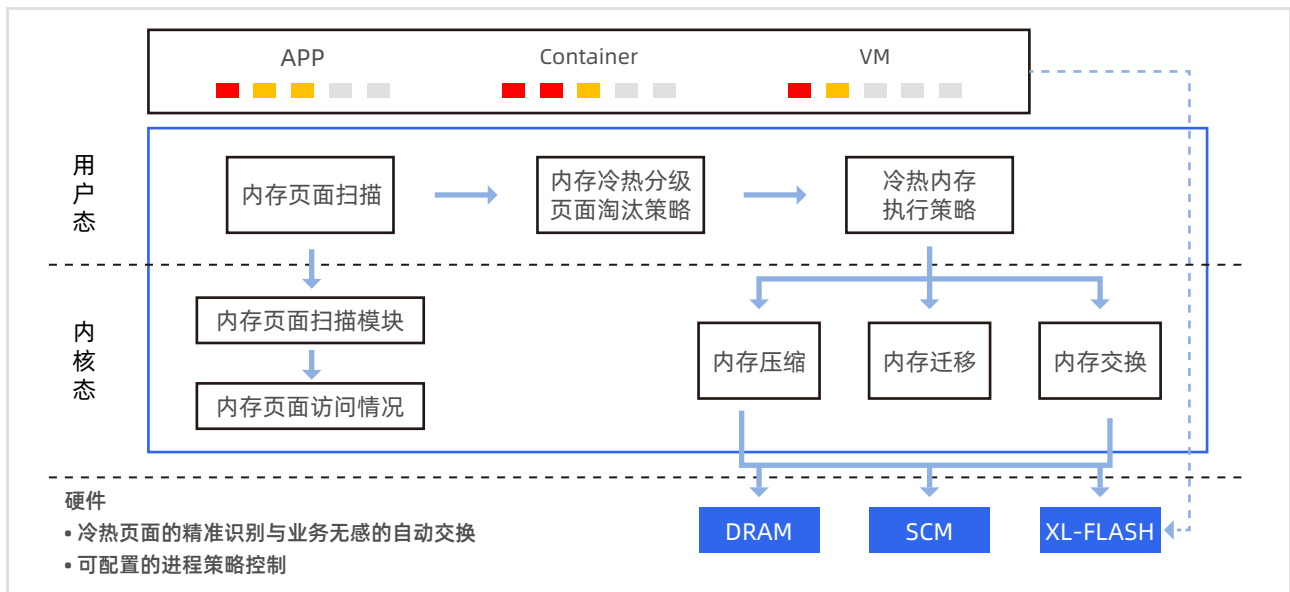 APP
Container
VM
用户态
内存页面扫描
内存冷热分级
页面淘汰策略
冷热内存
执行策略
内核态
内存页面扫描模块
内存页面访问情况
内存压缩
内存迁移
内存交换
硬件
• 冷热页面的精准识别与业务无感的自动交换
• 可配置的进程策略控制
DRAM
SCM
XL-FLASH